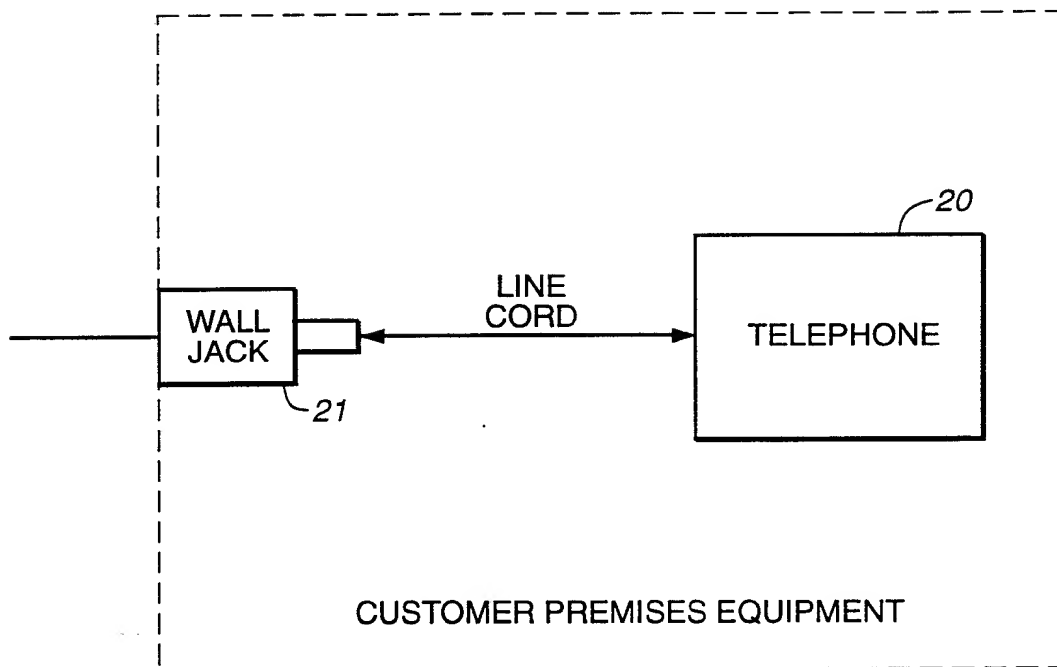 20
LINE
CORD
WALL
JACK
TELEPHONE
21
CUSTOMER PREMISES EQUIPMENT